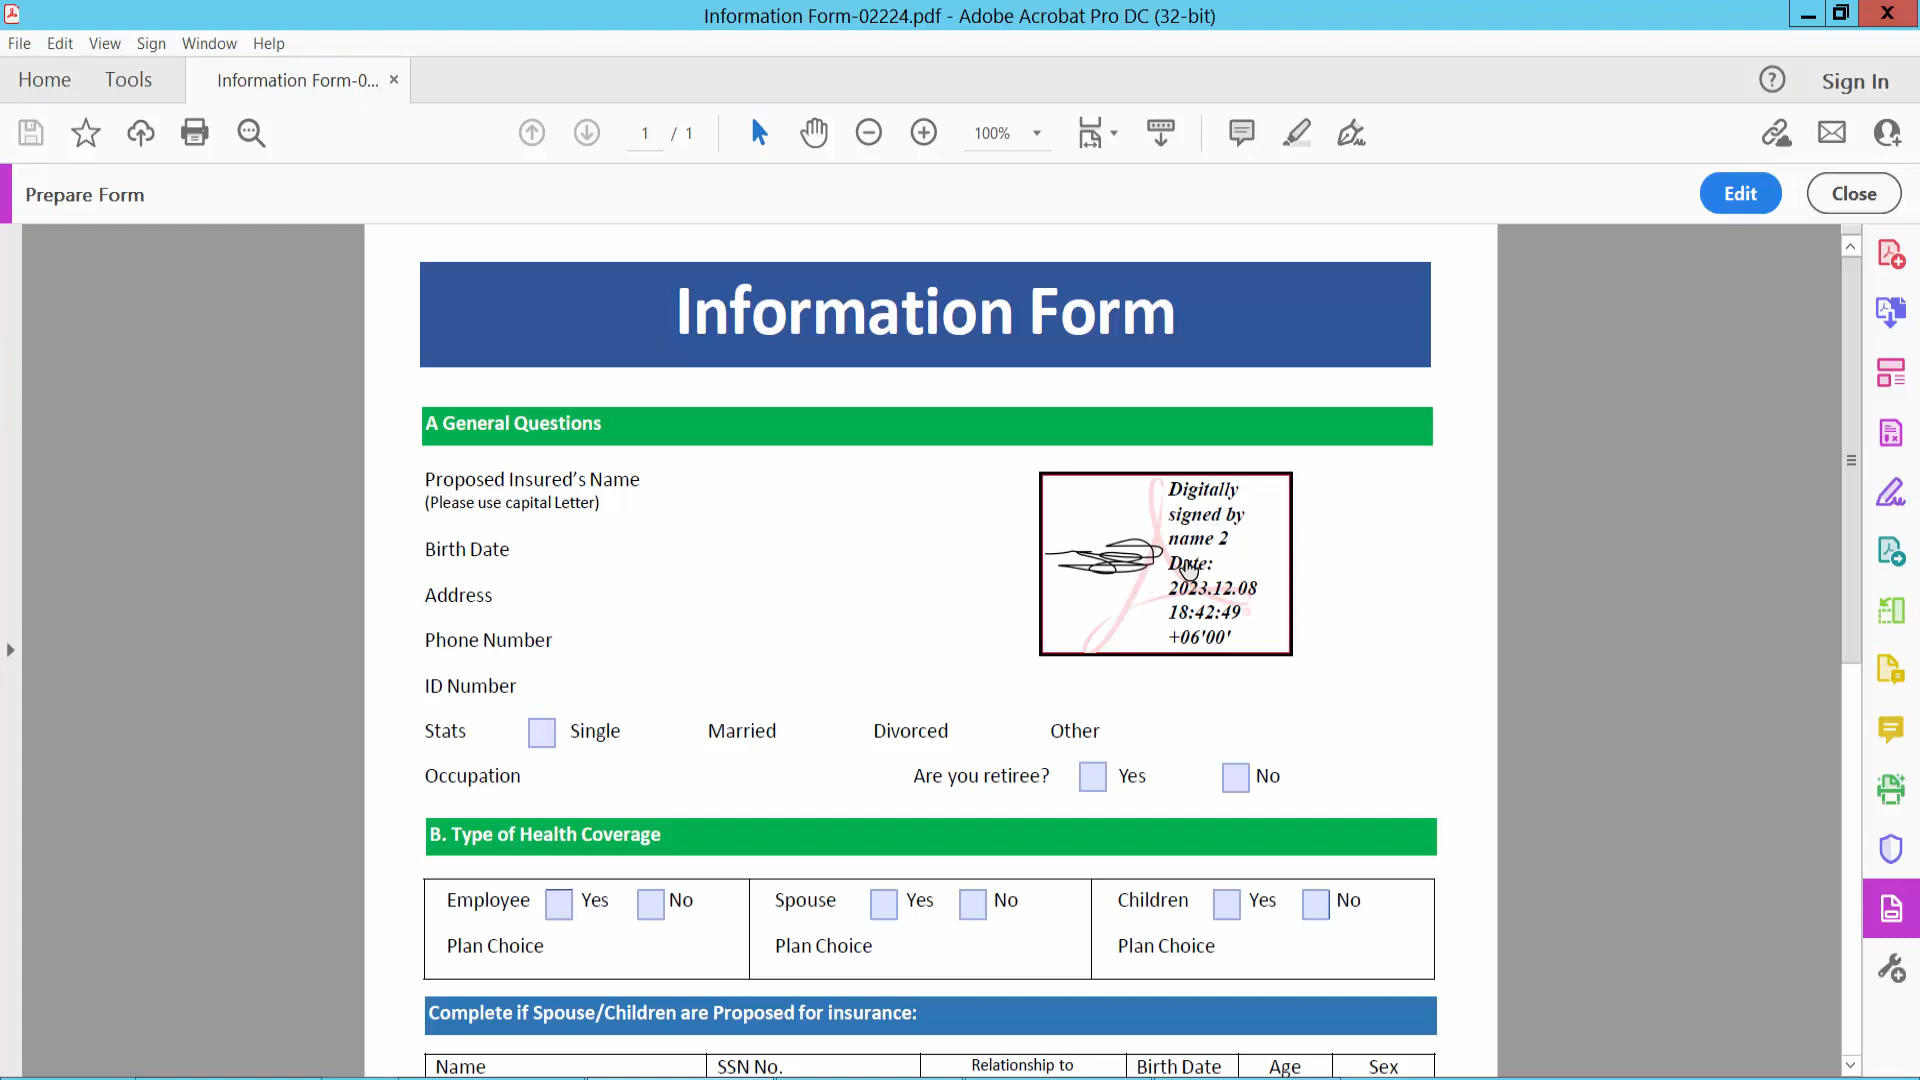 Information Form-02224.pdf - Adobe Acrobat Pro DC (32-bit)
File Edit View Sign Window Help
Home Tools Information Form-0... × Sign In
1 / 1 100%
Prepare Form Edit Close
Information Form
A General Questions
Proposed Insured’s Name
(Please use capital Letter)
Birth Date
Address
Phone Number
ID Number
Digitally
signed by
name 2
Date:
2023.12.08
18:42:49
+06'00'
Stats Single Married Divorced Other
Occupation Are you retiree? Yes No
B. Type of Health Coverage
Employee Yes No Spouse Yes No Children Yes No
Plan Choice Plan Choice Plan Choice
Complete if Spouse/Children are Proposed for insurance:
Name SSN No. Relationship to Birth Date Age Sex